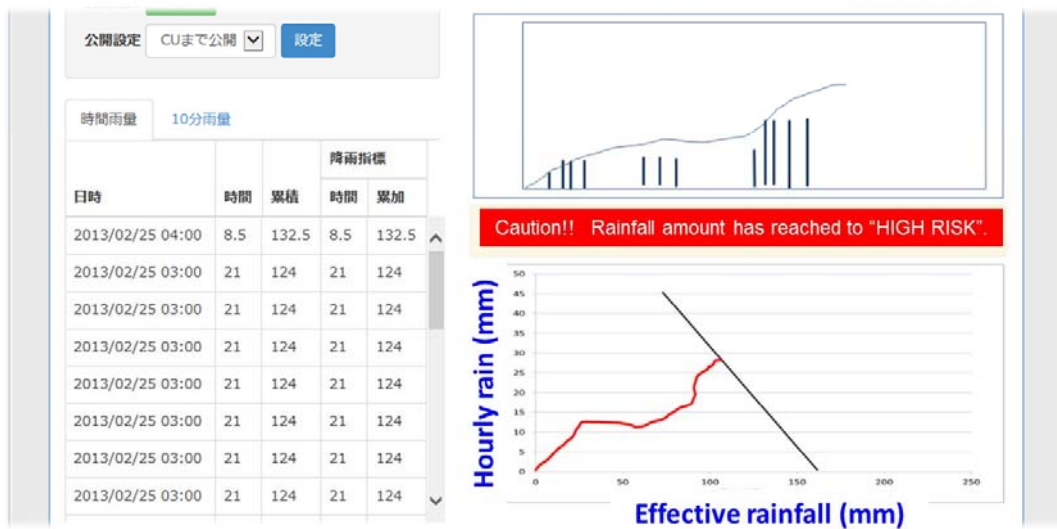 公開設定 CUまで公開 設定
時間雨量 10分雨量
降雨指標
日時 時間 累積 時間 累加
2013/02/25 04:00 8.5 132.5 8.5 132.5
2013/02/25 03:00 21 124 21 124
2013/02/25 03:00 21 124 21 124
2013/02/25 03:00 21 124 21 124
2013/02/25 03:00 21 124 21 124
2013/02/25 03:00 21 124 21 124
2013/02/25 03:00 21 124 21 124
2013/02/25 03:00 21 124 21 124
Caution!! Rainfall amount has reached to “HIGH RISK”.
Hourly rain (mm)
50
45
40
35
30
25
20
15
10
5
0
0 50 100 150 200 250
Effective rainfall (mm)